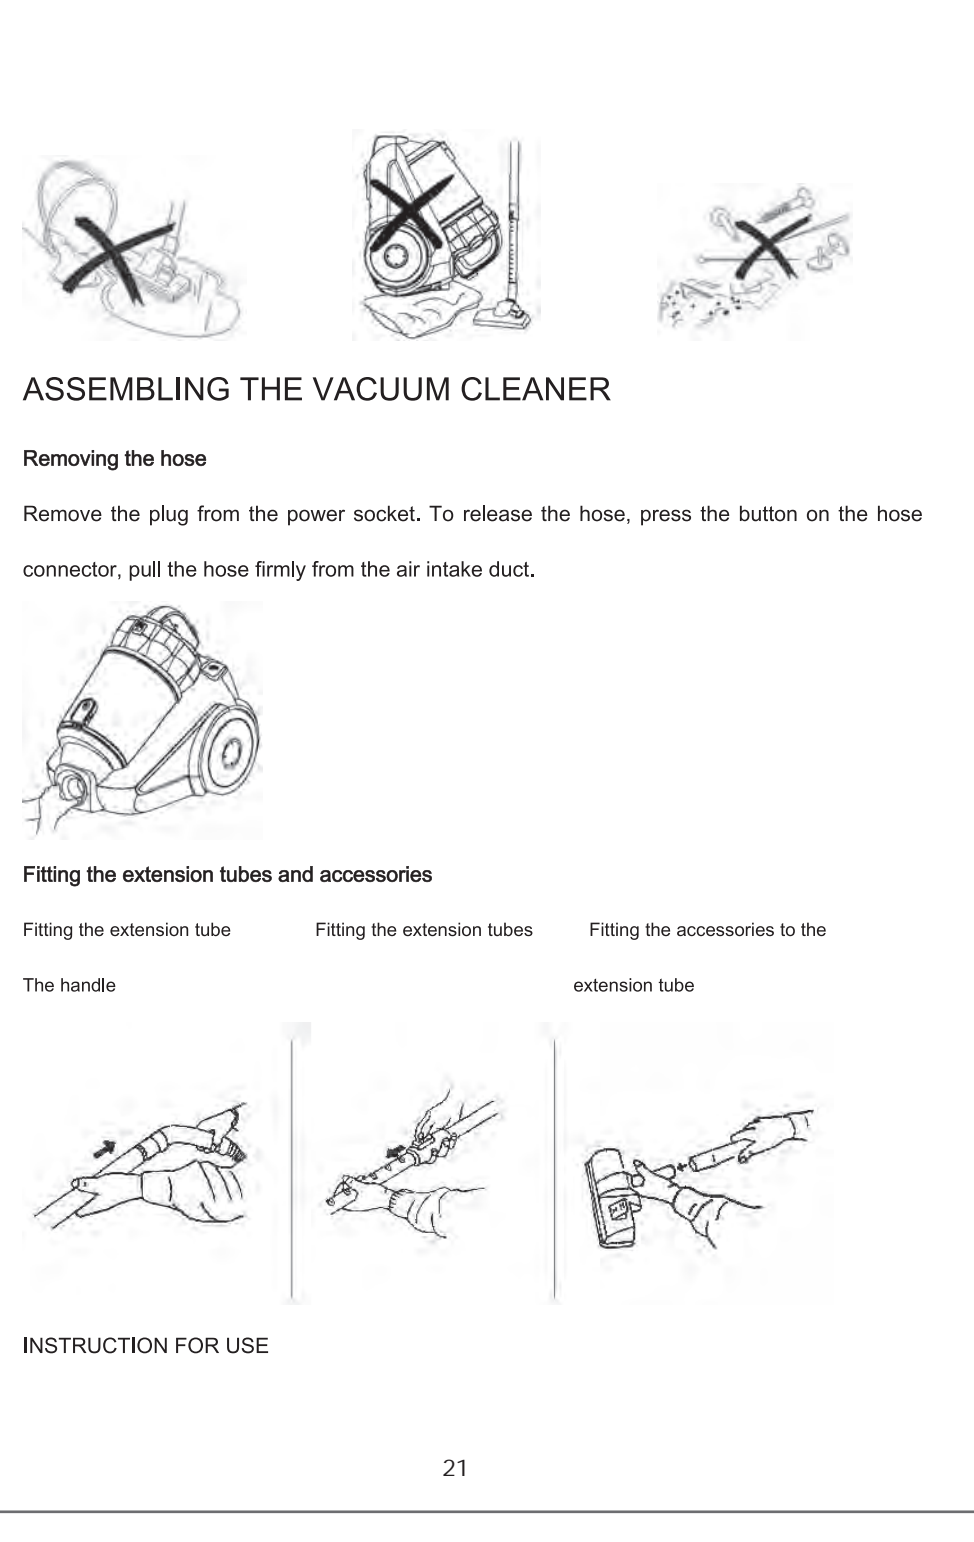 ASSEMBLING THE VACUUM CLEANER
Removing the hose
Remove the plug from the power socket. To release the hose, press the button on the hose
connector, pull the hose firmly from the air intake duct.
Fitting the extension tubes and accessories
Fitting the extension tube Fitting the extension tubes Fitting the accessories to the
The handle extension tube
INSTRUCTION FOR USE
21